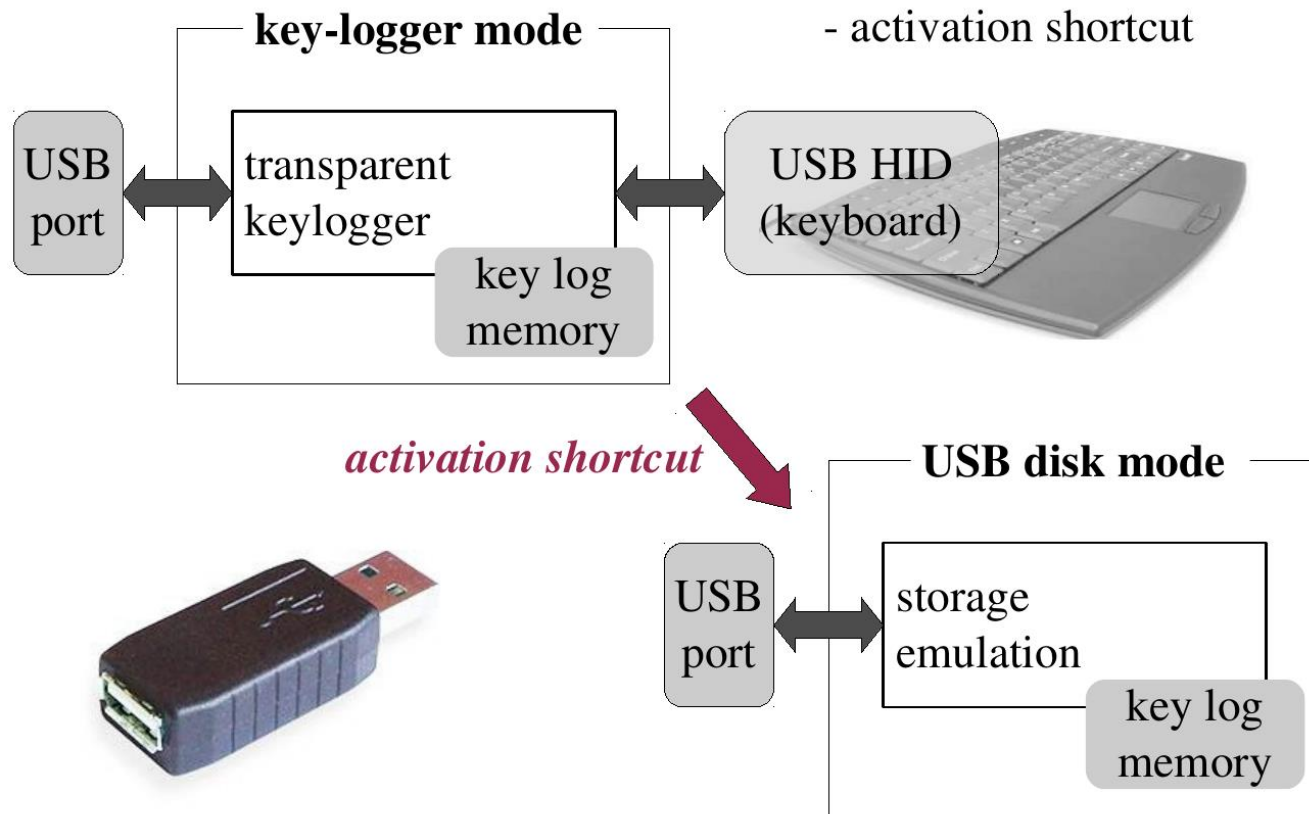 key-logger mode
- activation shortcut
USB
port
transparent
keylogger
key log
memory
USB HID
(keyboard)
activation shortcut
USB disk mode
USB
port
storage
emulation
key log
memory